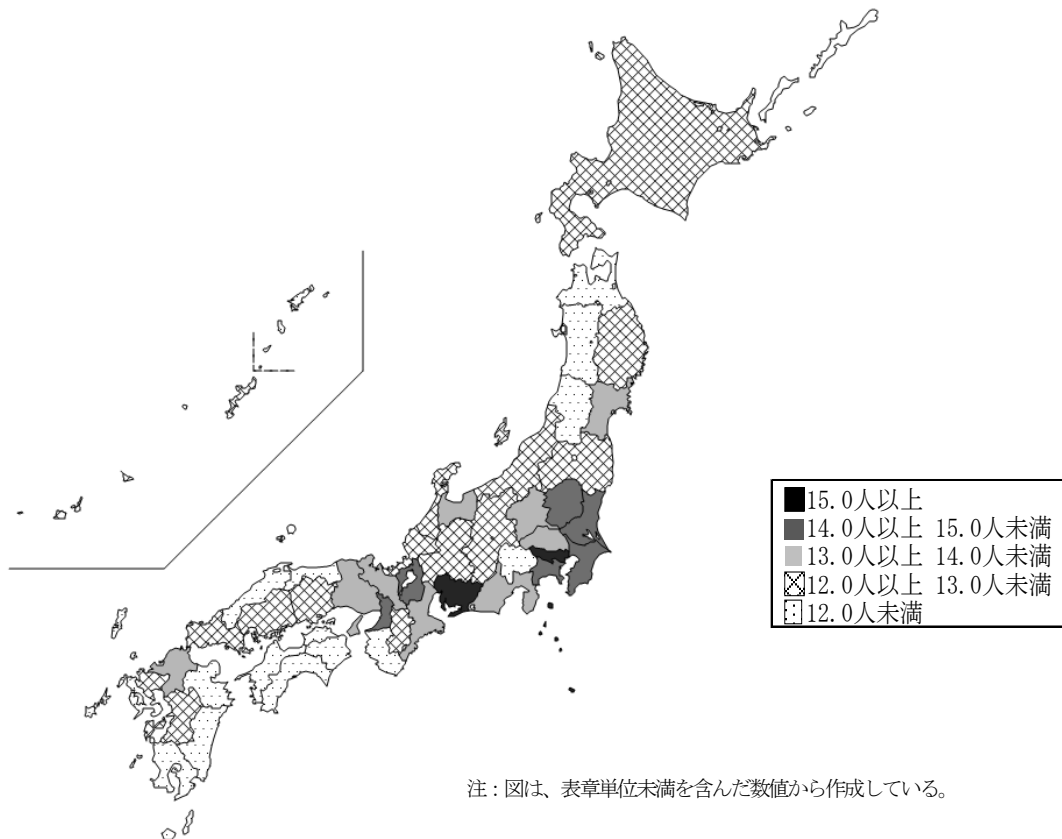 ■15.0人以上
■14.0人以上 15.0人未満
■13.0人以上 14.0人未満
12.0人以上 13.0人未満
12.0人未満
注：図は、表章単位未満を含んだ数値から作成している。